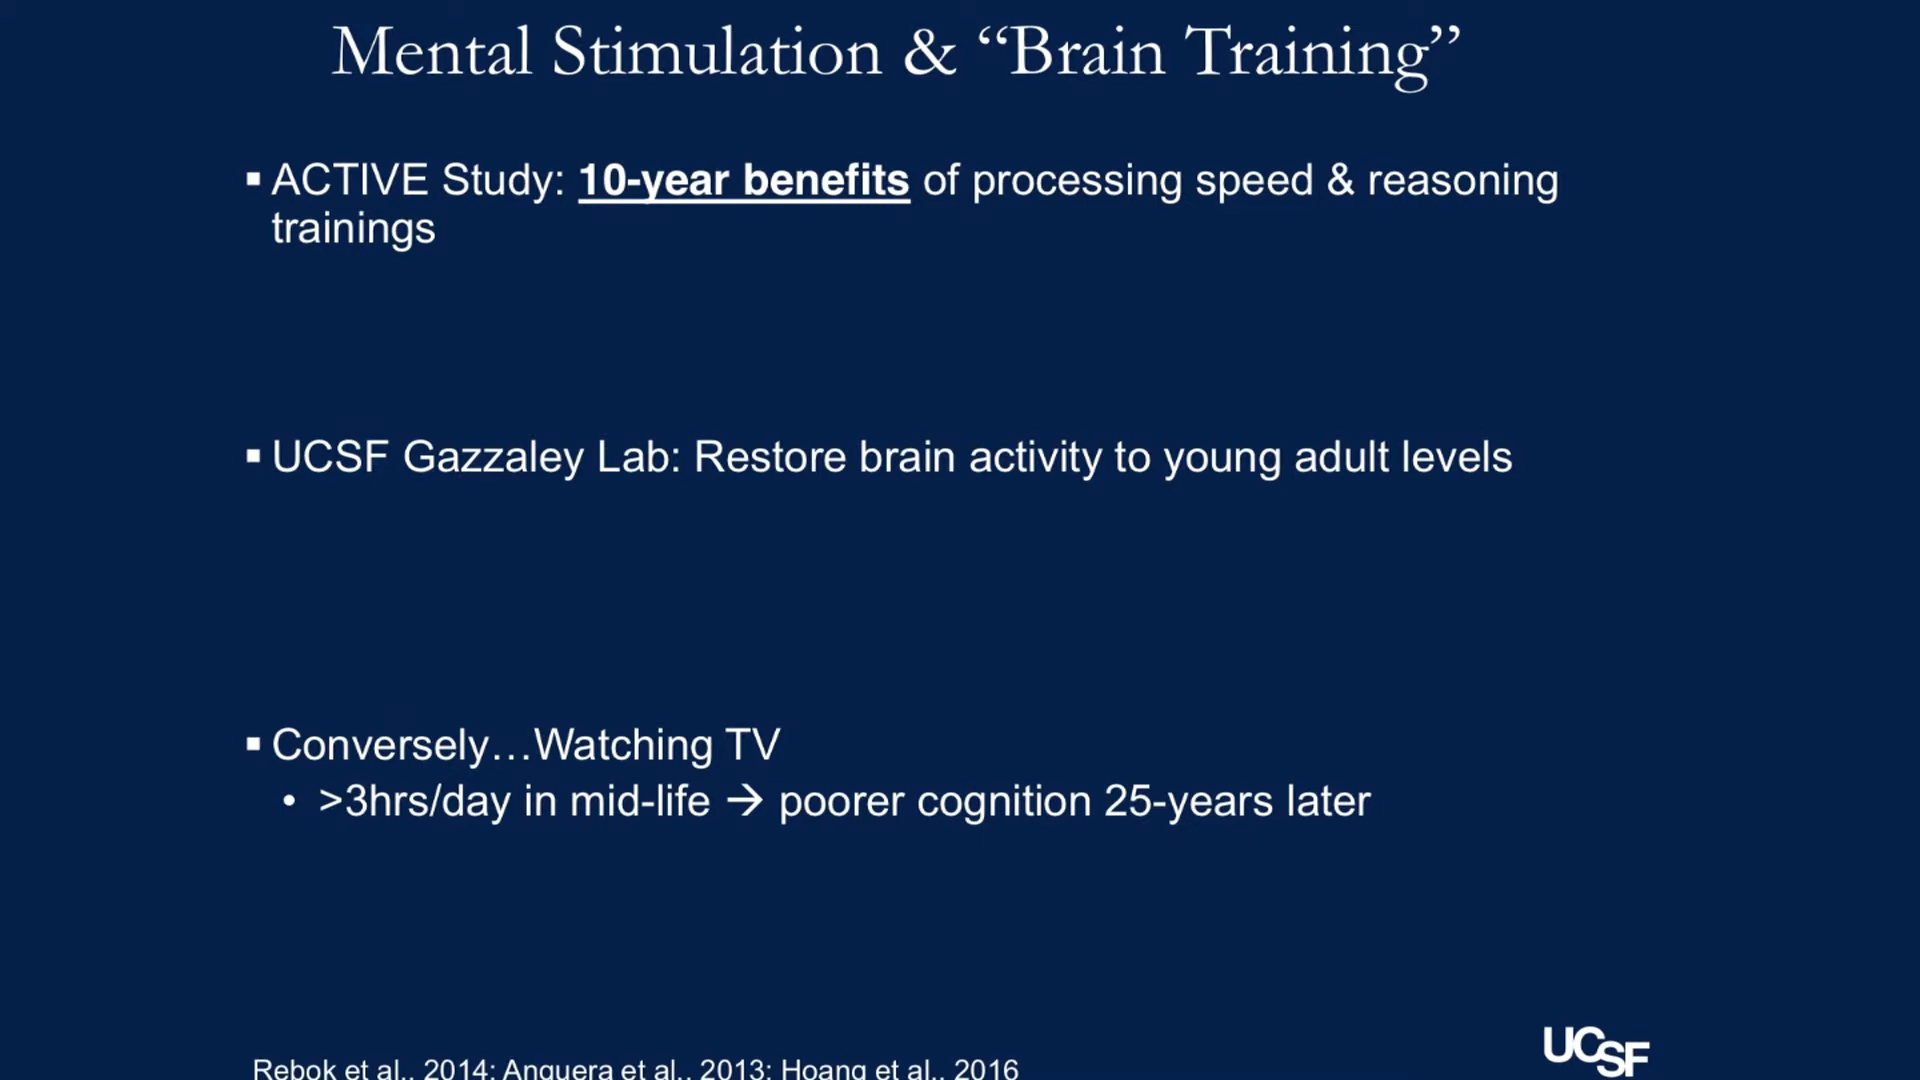 Mental Stimulation & “Brain Training”
▪ ACTIVE Study: 10-year benefits of processing speed & reasoning
trainings
▪ UCSF Gazzaley Lab: Restore brain activity to young adult levels
▪ Conversely…Watching TV
• >3hrs/day in mid-life → poorer cognition 25-years later
Rebok et al., 2014; Anguera et al., 2013; Hoang et al., 2016
UCSF